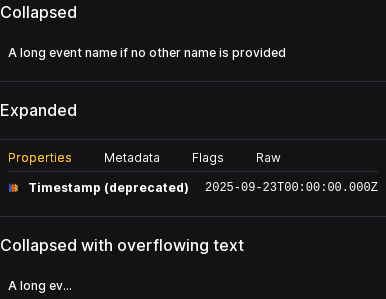 Collapsed
A long event name if no other name is provided
Expanded
Properties Metadata Flags Raw
Timestamp (deprecated) 2025-09-23T00:00:00.000Z
Collapsed with overflowing text
A long ev...